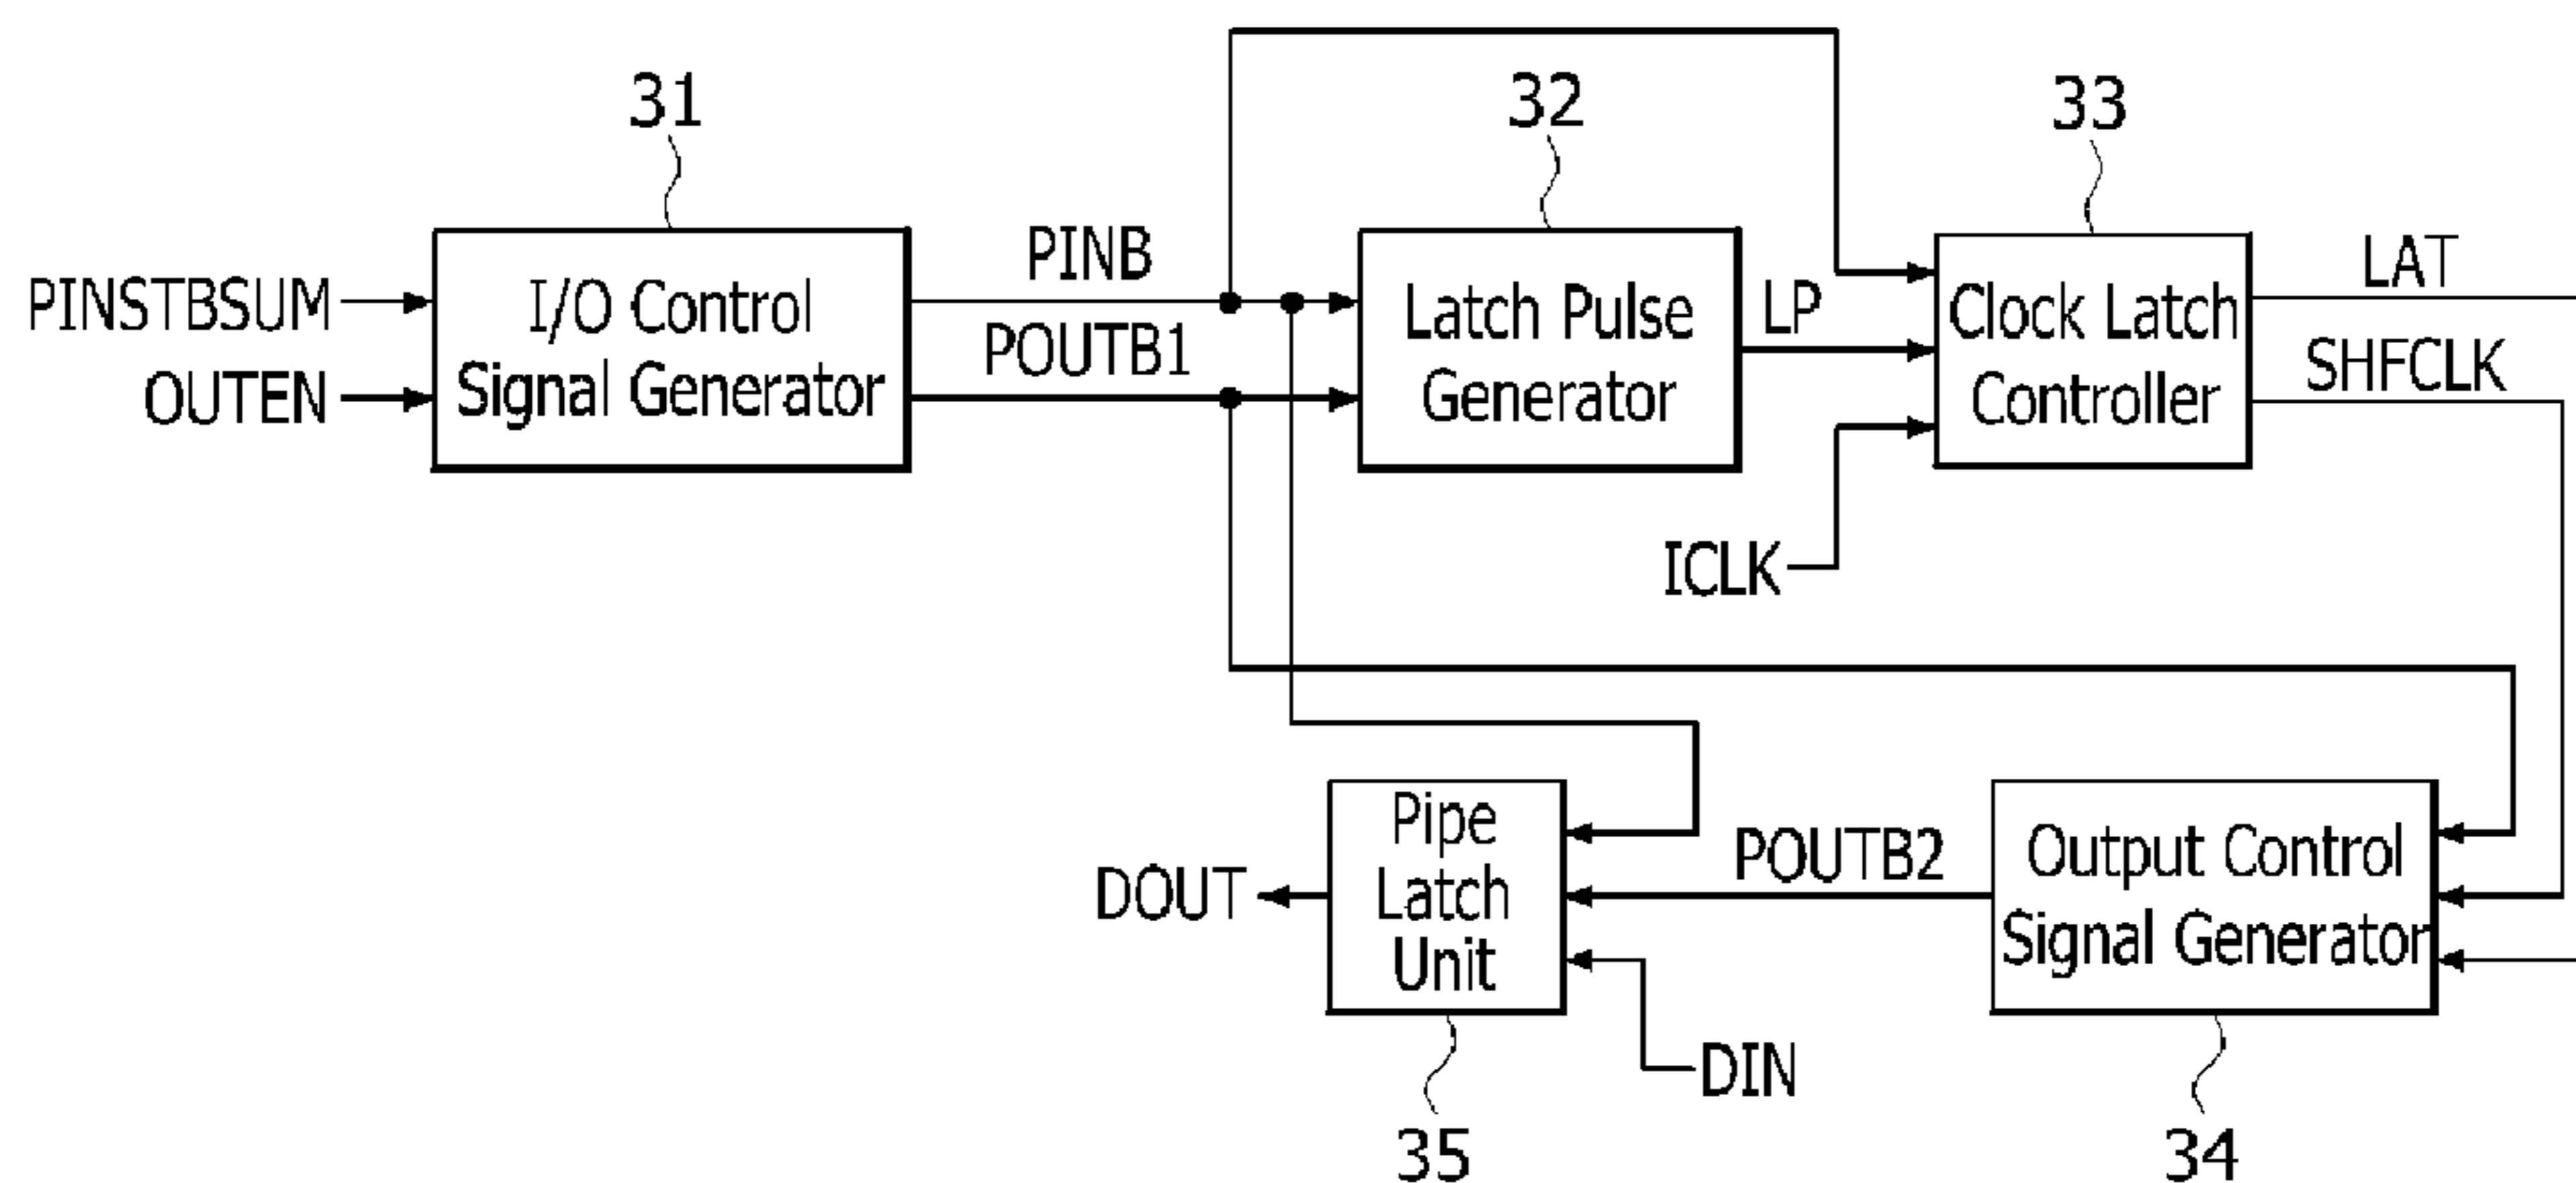 31
32
33
PINSTBSUM
OUTEN
I/O Control
Signal Generator
PINB
POUTB1
Latch Pulse
Generator
LP
ICLK
Clock Latch
Controller
LAT
SHFCLK
DOUT
Pipe
Latch
Unit
POUTB2
DIN
Output Control
Signal Generator
35
34